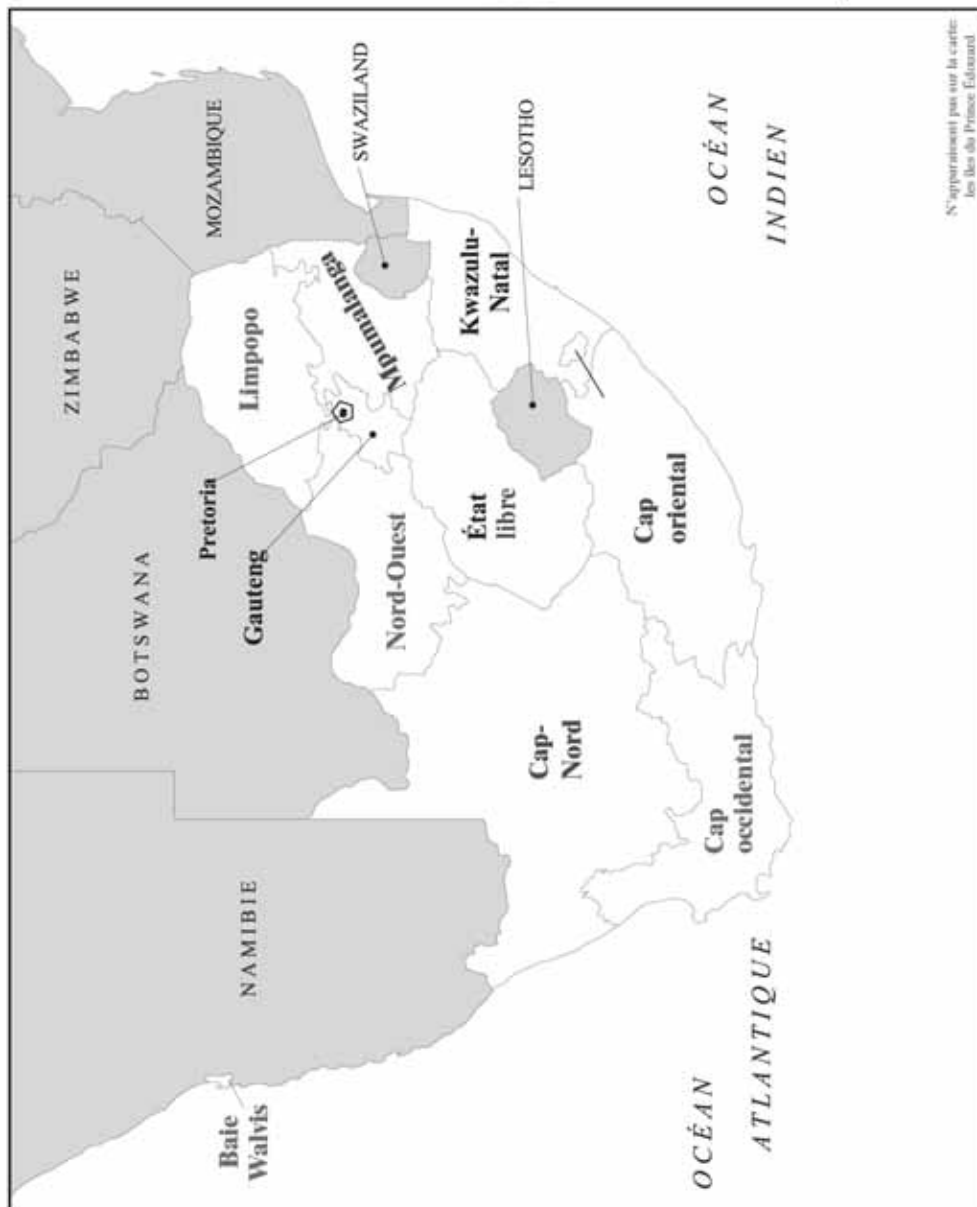 ZIMBABWE
MOZAMBIQUE
SWAZILAND
BOTSWANA
Limpopo
Mpumalanga
Pretoria
Gauteng
Nord-Ouest
NAMIBIE
Baie
Walvis
Kwazulu-
Natal
LESOTHO
État
libre
Cap-
Nord
Cap
oriental
Cap
occidental
OCÉAN
INDIEN
OCÉAN
ATLANTIQUE
N'apparaissent pas sur la carte:
les îles du Prince Édouard